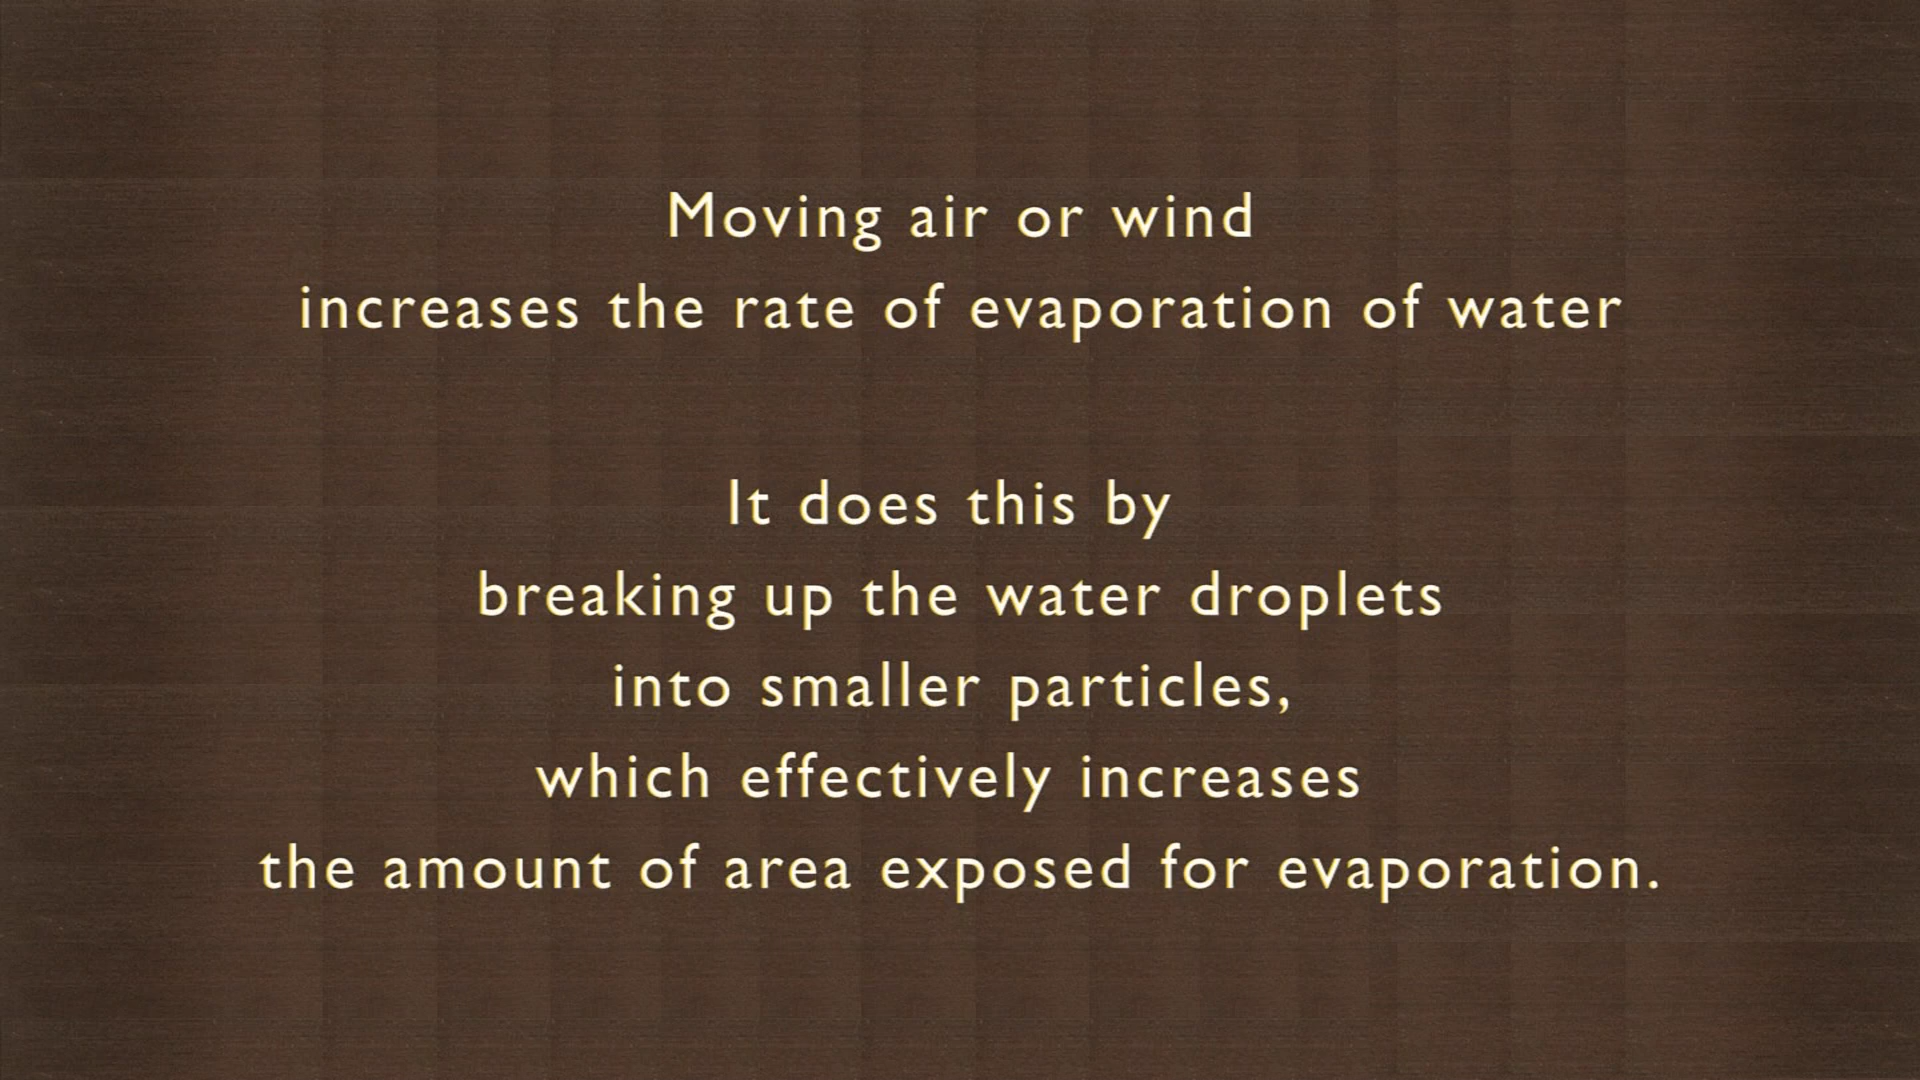 Moving air or wind
increases the rate of evaporation of water
It does this by
breaking up the water droplets
into smaller particles,
which effectively increases
the amount of area exposed for evaporation.